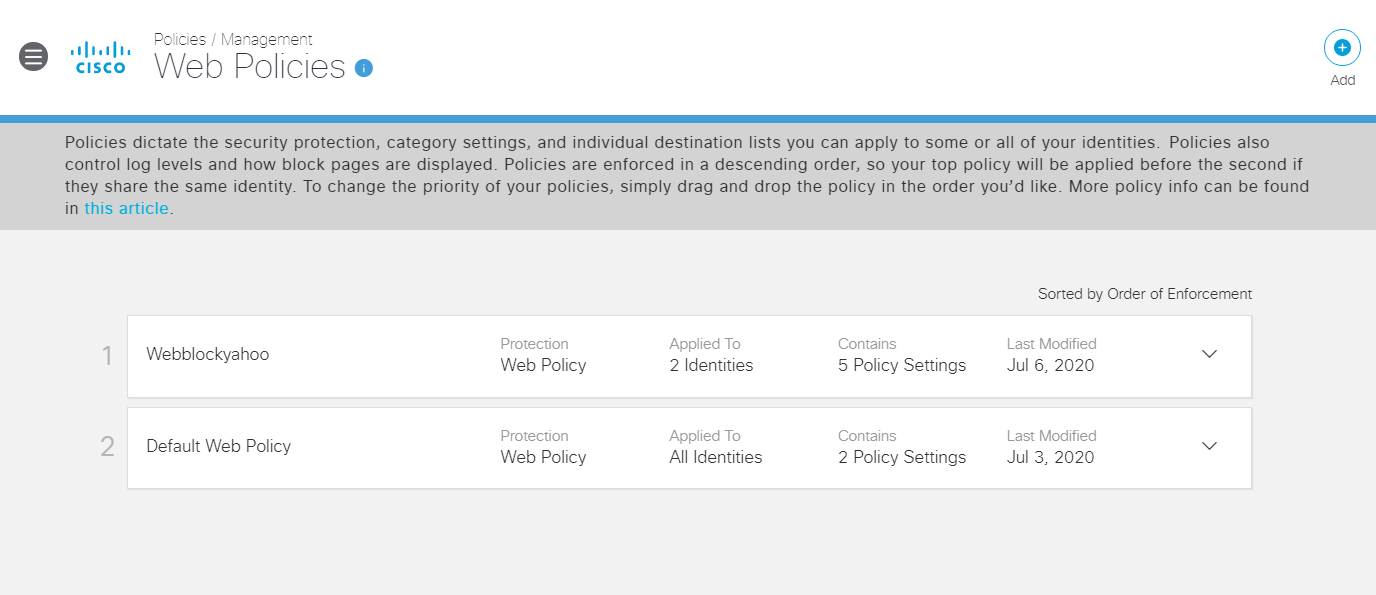 Policies / Management
CISCO
Web Policies
Add
Policies dictate the security protection, category settings, and individual destination lists you can apply to some or all of your identities. Policies also
control log levels and how block pages are displayed. Policies are enforced in a descending order, so your top policy will be applied before the second if
they share the same identity. To change the priority of your policies, simply drag and drop the policy in the order you’d like. More policy info can be found
in this article.
Sorted by Order of Enforcement
1
Webblockyahoo
Protection Applied To Contains Last Modified
Web Policy 2 Identities 5 Policy Settings Jul 6, 2020
2
Default Web Policy
Protection Applied To Contains Last Modified
Web Policy All Identities 2 Policy Settings Jul 3, 2020